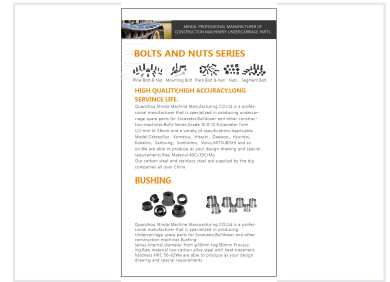 MINDA, PROFESSIONAL MANUFACTURER OF
CONSTRUCTION MACHINERY UNDERCARRIAGE PARTS
BOLTS AND NUTS SERIES
Plow Bolt & Nut Mounting Bolt Track Bolt & Nut Nuts Segment Bolt
HIGH QUALITY,HIGH ACCURACY,LONG
SERVINCE LIFE.
Quanzhou Minda Machine Manufacturing CO.Ltd is a profes-
sional manufacturer that is specialized in producing undercar-
riage spare parts for Excavator,Bulldozer and other construc-
tion machines.Bolts Series:Grade 10.9-12.9,diameter from
1/2-inch to 36mm and a variety of specifications.Applicable
Model:Caterpillar, Komatsu, Hitachi, Daewoo, Hyundai,
Kobelco, Samsung, Sumitomo, Volvo,MITSUBISHI and so
on.We are able to produce as your design drawing and special
requirements.Raw Material:40Cr,35CrMo.
Our carbon steel and stainless steel are supplied by the big
companies all over China
BUSHING
Quanzhou Minda Machine Manufacturing CO.Ltd is a profes-
sional manufacturer that is specialized in producing
Undercarriage spare parts for Excavator,Bulldozer and other
construction machines.Bushing
Series:Internal diameter from φ30mm toφ180mm Process-
ing:Raw material low-carbon alloy steel with heat treatment,
hardness HRC 56-62We are able to produce as your design
drawing and special requirements